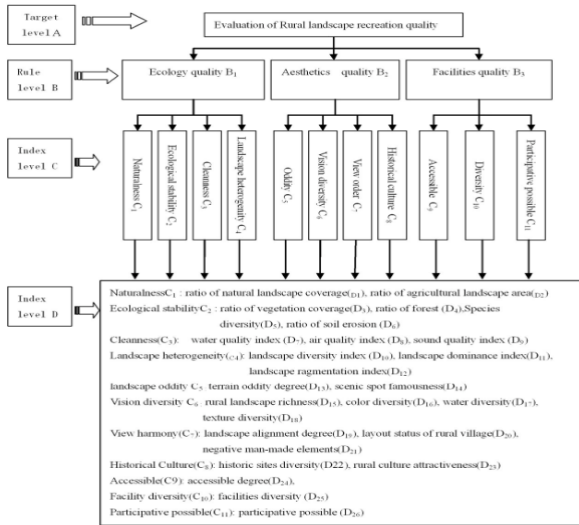 Target level A
Evaluation of Rural landscape recreation quality
Rule level B
Ecology quality B₁
Aesthetics quality B₂
Facilities quality B₃
Index level C
Naturalness C₁
Ecological stability C₂
Cleanness C₃
Landscape heterogenity C₄
Oddity C₅
Vision diversity C₆
View order C₇
Historical culture C₈
Accessible C₉
Diversity C₁₀
Participative possible C₁₁
Index level D
NaturalnessC₁ : ratio of natural landscape coverage(D1), ratio of agricultural landscape area(D2)
Ecological stabilityC₂ : ratio of vegetation coverage(D₃), ratio of forest (D₄),Species
diversity(D₅), ratio of soil erosion (D₆)
Cleanness(C₃): water quality index (D₇), air quality index (D₈), sound quality index (D₉)
Landscape heterogeneity(C4): landscape diversity index (D₁₀), landscape dominance index(D₁₁),
landscape ragmentation index(D₁₂)
landscape oddity C₅ terrain oddity degree(D₁₃), scenic spot famousness(D₁₄)
Vision diversity C₆ : rural landscape richness(D₁₅), color diversity(D₁₆), water diversity(D₁₇),
texture diversity(D₁₈)
View harmony(C₇): landscape alignment degree(D₁₉), layout status of rural village(D₂₀),
negative man-made elements(D₂₁)
Historical Culture(C₈): historic sites diversity(D22), rural culture attractiveness(D₂₃)
Accessible(C9): accessible degree(D₂₄),
Facility diversity(C₁₀): facilities diversity (D₂₅)
Participative possible(C₁₁): participative possible (D₂₆)